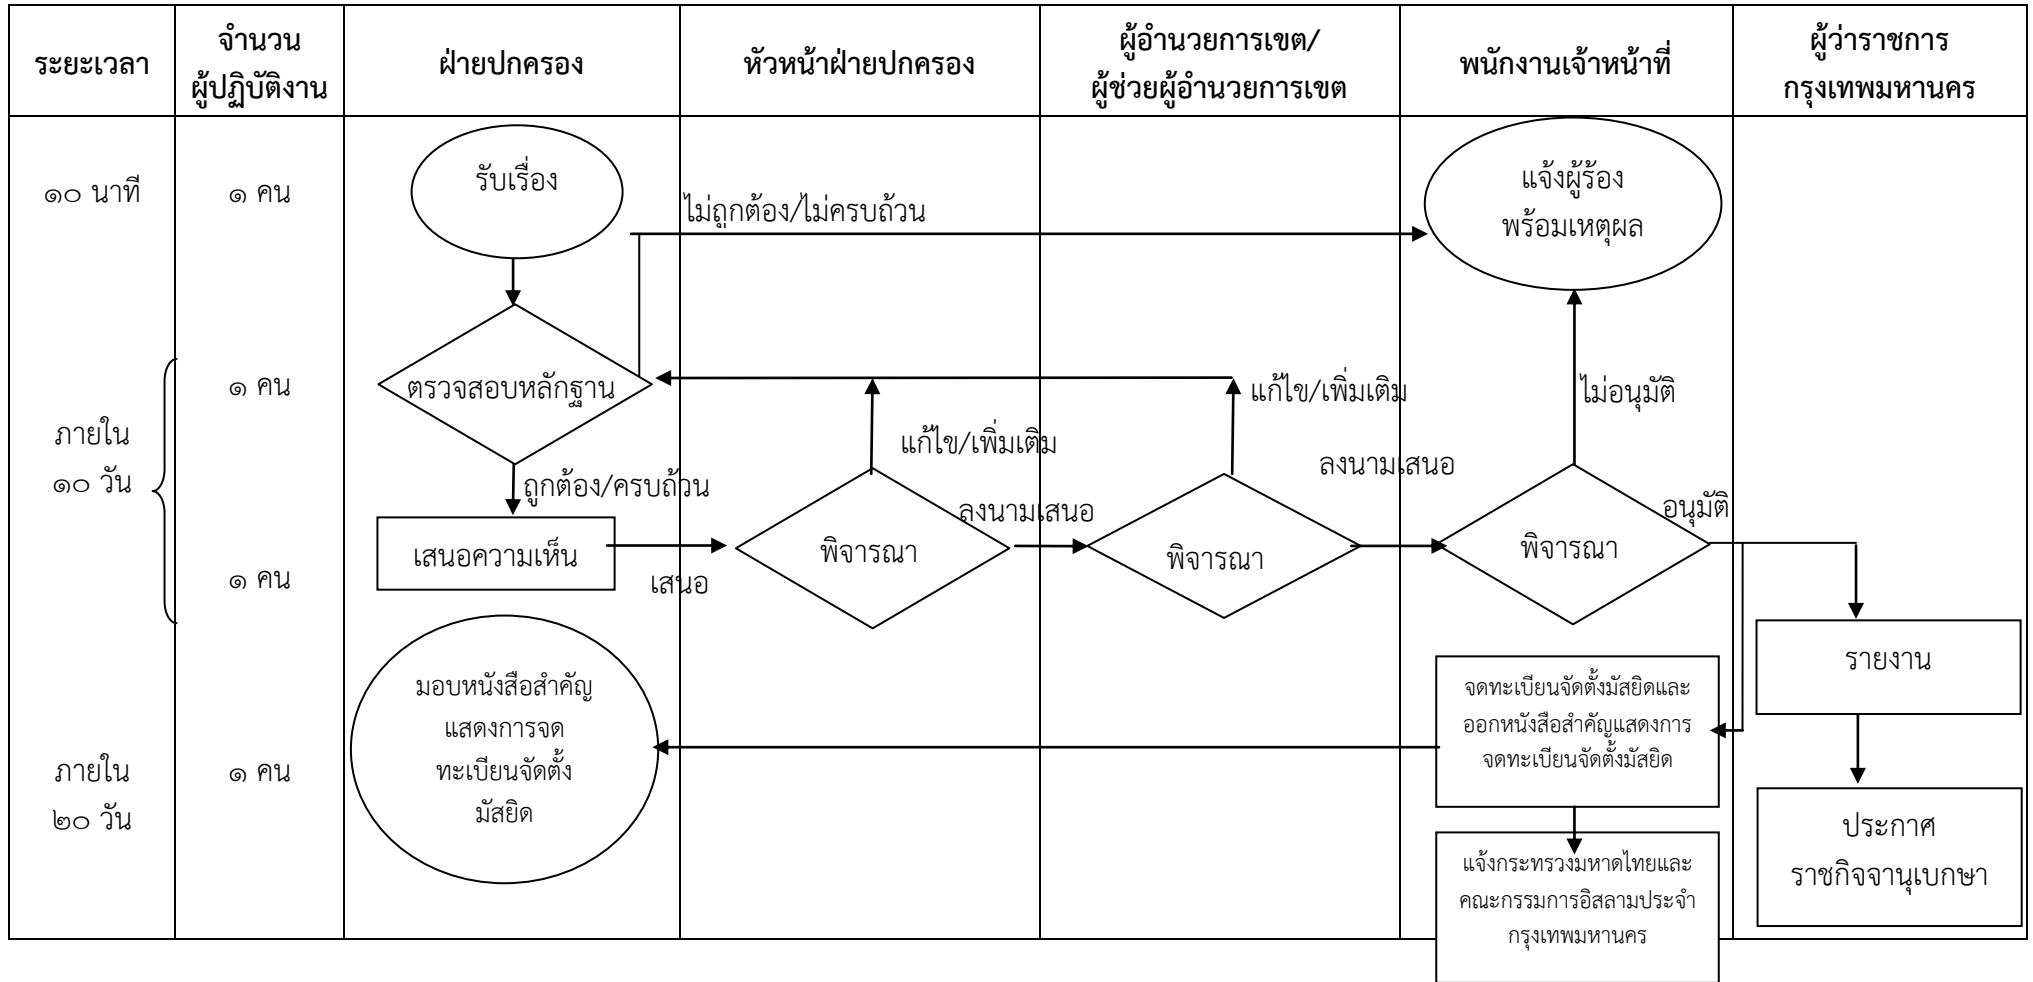 ระยะเวลา
จำนวน
ผู้ปฏิบัติงาน
ฝ่ายปกครอง
หัวหน้าฝ่ายปกครอง
ผู้อำนวยการเขต/
ผู้ช่วยผู้อำนวยการเขต
พนักงานเจ้าหน้าที่
ผู้ว่าราชการ
กรุงเทพมหานคร
๑๐ นาที
๑ คน
รับเรื่อง
ไม่ถูกต้อง/ไม่ครบถ้วน
แจ้งผู้ร้อง
พร้อมเหตุผล
๑ คน
ตรวจสอบหลักฐาน
แก้ไข/เพิ่มเติม
แก้ไข/เพิ่มเติม
ไม่อนุมัติ
ภายใน
๑๐ วัน
ถูกต้อง/ครบถ้วน
ลงนามเสนอ
ลงนามเสนอ
อนุมัติ
๑ คน
เสนอความเห็น
เสนอ
พิจารณา
พิจารณา
พิจารณา
รายงาน
มอบหนังสือสำคัญ
แสดงการจด
ทะเบียนจัดตั้ง
มัสยิด
จดทะเบียนจัดตั้งมัสยิดและ
ออกหนังสือสำคัญแสดงการ
จดทะเบียนจัดตั้งมัสยิด
ภายใน
๒๐ วัน
๑ คน
ประกาศ
ราชกิจจานุเบกษา
แจ้งกระทรวงมหาดไทยและ
คณะกรรมการอิสลามประจำ
กรุงเทพมหานคร